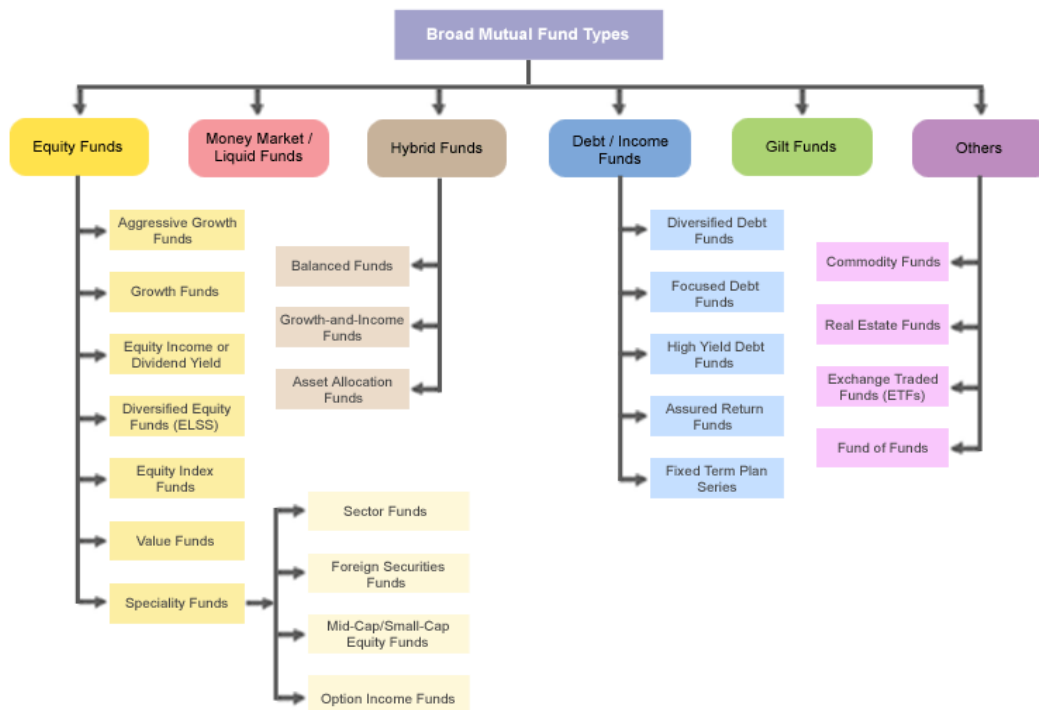 Broad Mutual Fund Types
Equity Funds
Money Market /
Liquid Funds
Hybrid Funds
Debt / Income
Funds
Gilt Funds
Others
Aggressive Growth
Funds
Growth Funds
Equity Income or
Dividend Yield
Diversified Equity
Funds (ELSS)
Equity Index
Funds
Value Funds
Speciality Funds
Sector Funds
Foreign Securities
Funds
Mid-Cap/Small-Cap
Equity Funds
Option Income Funds
Balanced Funds
Growth-and-Income
Funds
Asset Allocation
Funds
Diversified Debt
Funds
Focused Debt
Funds
High Yield Debt
Funds
Assured Return
Funds
Fixed Term Plan
Series
Commodity Funds
Real Estate Funds
Exchange Traded
Funds (ETFs)
Fund of Funds